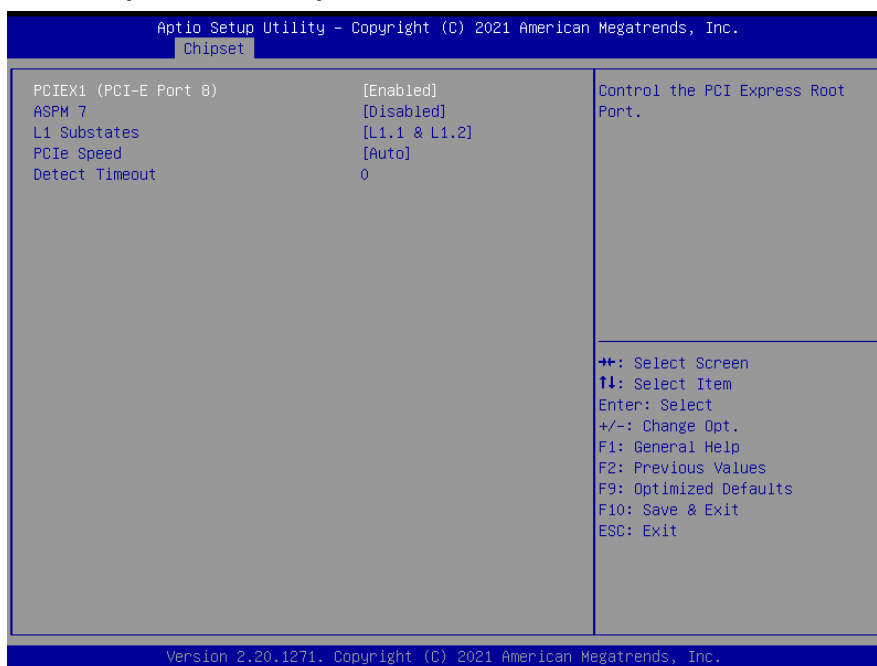 Aptio Setup Utility – Copyright (C) 2021 American Megatrends, Inc.
Chipset
PCIEX1 (PCI-E Port 8) [Enabled]
ASPM 7 [Disabled]
L1 Substates [L1.1 & L1.2]
PCIe Speed [Auto]
Detect Timeout 0
Control the PCI Express Root
Port.
→←: Select Screen
↑↓: Select Item
Enter: Select
+/-: Change Opt.
F1: General Help
F2: Previous Values
F9: Optimized Defaults
F10: Save & Exit
ESC: Exit
Version 2.20.1271. Copyright (C) 2021 American Megatrends, Inc.